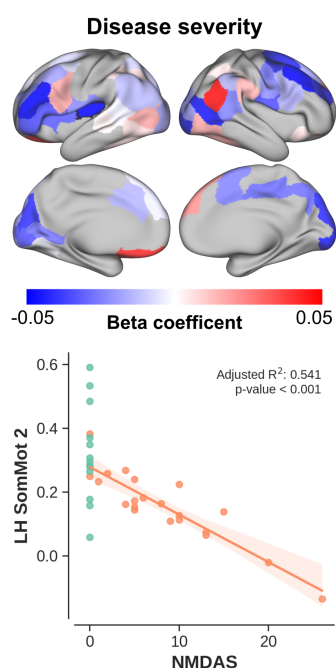 Disease severity
-0.05
Beta coefficent
0.05
Adjusted R²: 0.541
p-value < 0.001
0.6
0.4
0.2
0.0
LH SomMot 2
0
10
20
NMDAS